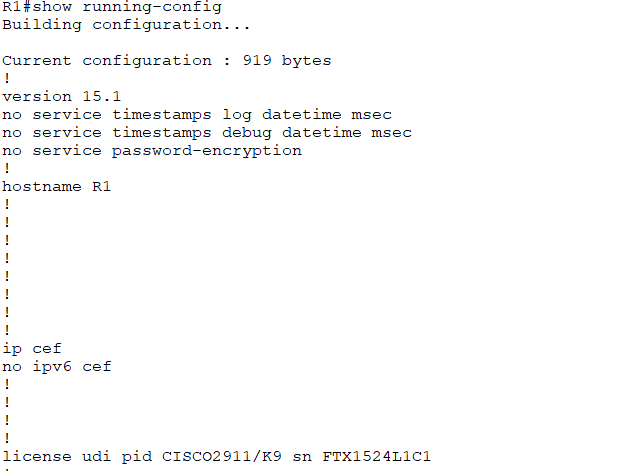 R1#show running-config
Building configuration...
Current configuration : 919 bytes
!
version 15.1
no service timestamps log datetime msec
no service timestamps debug datetime msec
no service password-encryption
!
hostname R1
!
!
!
!
!
!
!
!
ip cef
no ipv6 cef
!
!
!
!
license udi pid CISCO2911/K9 sn FTX1524L1C1
!